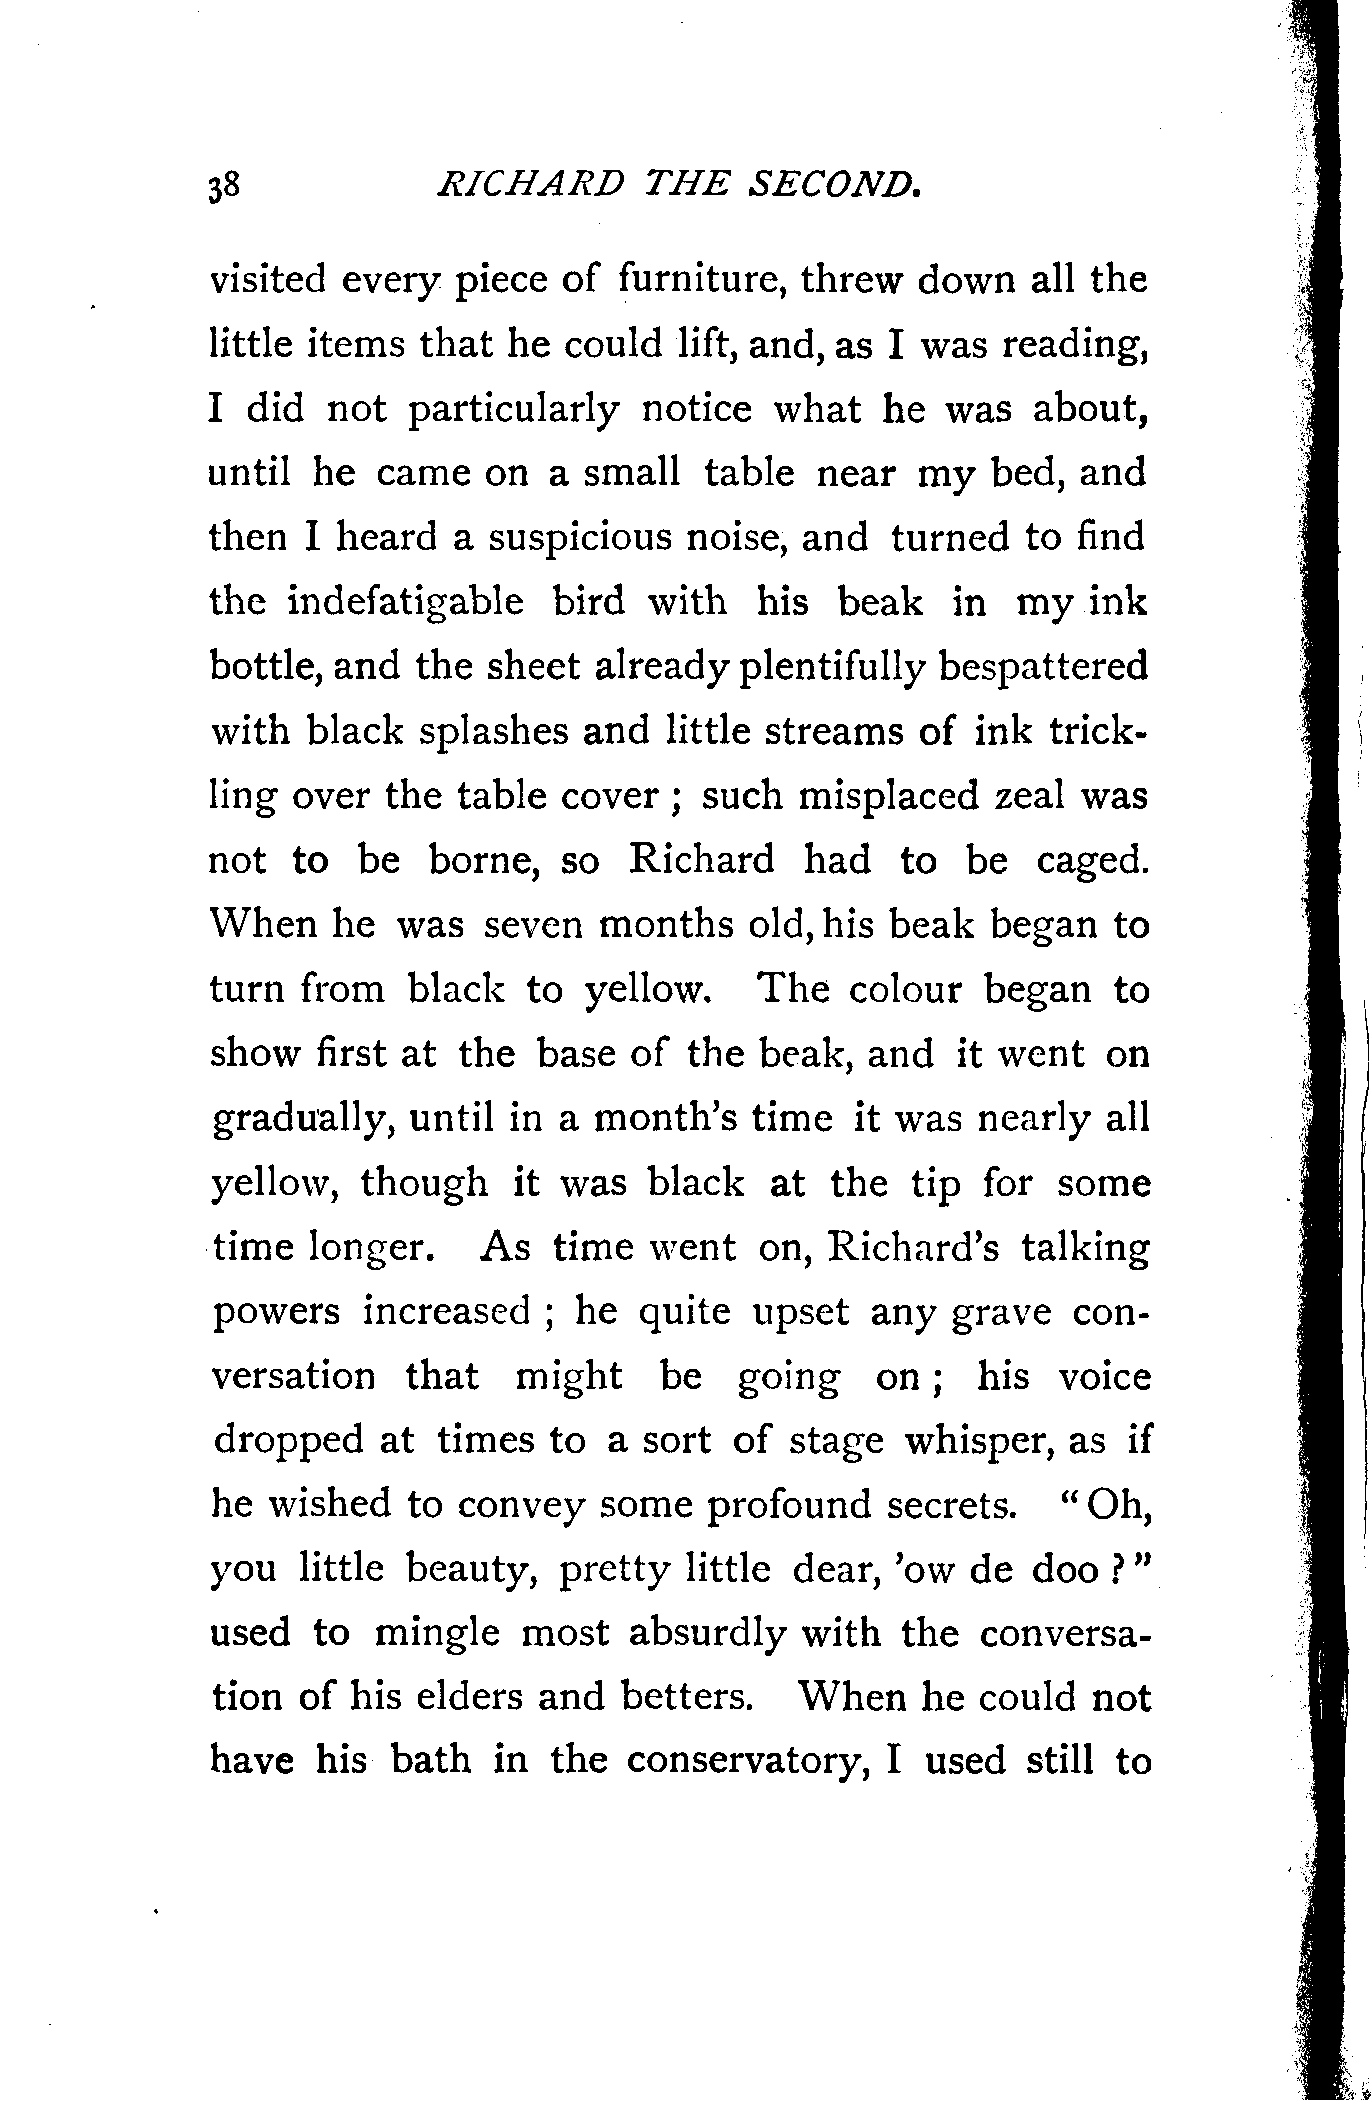 38 RICHARD THE SECOND.
visited every piece of furniture, threw down all the
little items that he could lift, and, as I was reading,
I did not particularly notice what he was about,
until he came on a small table near my bed, and
then I heard a suspicious noise, and turned to find
the indefatigable bird with his beak in my ink
bottle, and the sheet already plentifully bespattered
with black splashes and little streams of ink trick-
ling over the table cover ; such misplaced zeal was
not to be borne, so Richard had to be caged.
When he was seven months old, his beak began to
turn from black to yellow. The colour began to
show first at the base of the beak, and it went on
gradually, until in a month's time it was nearly all
yellow, though it was black at the tip for some
time longer. As time went on, Richard's talking
powers increased ; he quite upset any grave con-
versation that might be going on ; his voice
dropped at times to a sort of stage whisper, as if
he wished to convey some profound secrets. “ Oh,
you little beauty, pretty little dear, ’ow de doo ? ”
used to mingle most absurdly with the conversa-
tion of his elders and betters. When he could not
have his bath in the conservatory, I used still to